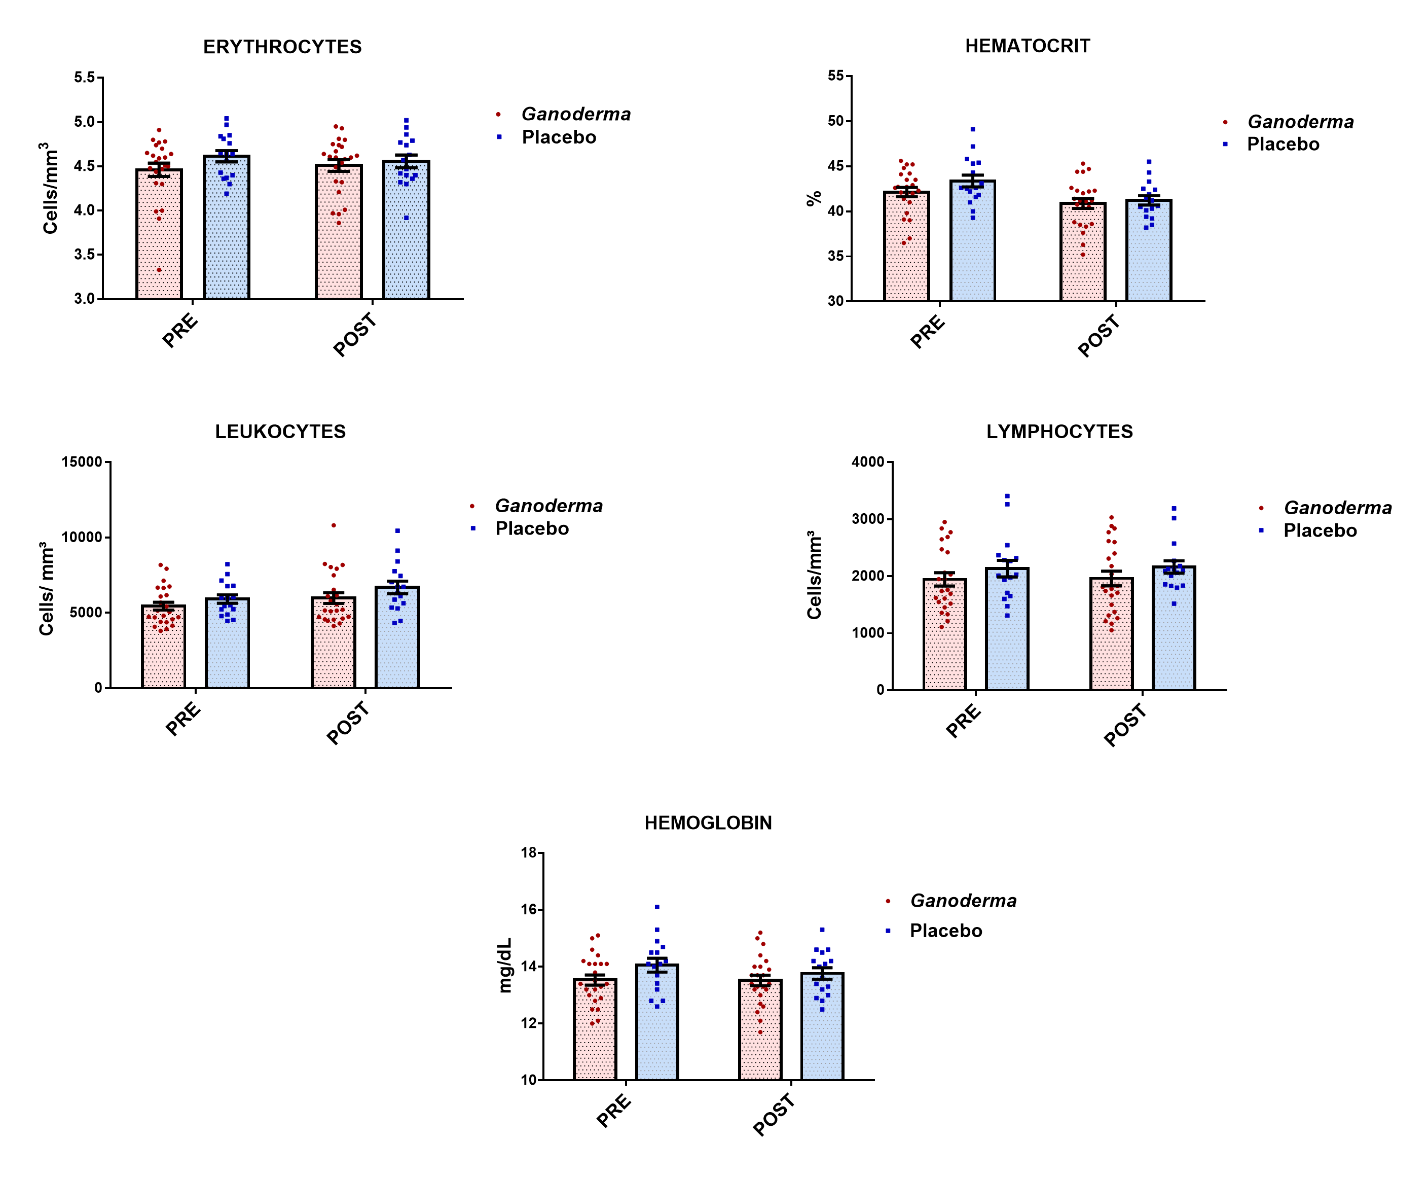 ERYTHROCYTES
5.5
5.0
4.5
4.0
3.5
3.0
Cells/mm³
PRE
POST
Ganoderma
Placebo
HEMATOCRIT
55
50
45
40
35
30
%
PRE
POST
Ganoderma
Placebo
LEUKOCYTES
15000
10000
5000
0
Cells/ mm³
PRE
POST
Ganoderma
Placebo
LYMPHOCYTES
4000
3000
2000
1000
0
Cells/mm³
PRE
POST
Ganoderma
Placebo
HEMOGLOBIN
18
16
14
12
10
mg/dL
PRE
POST
Ganoderma
Placebo